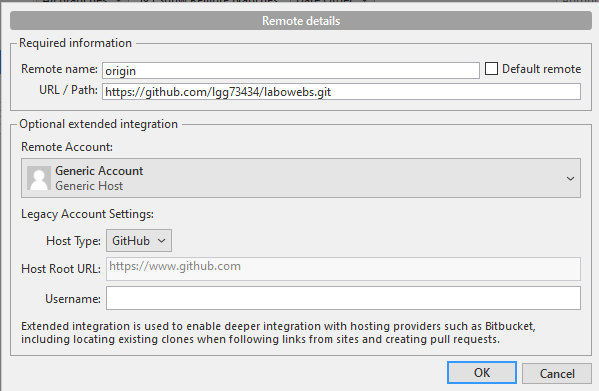 Remote details
Required information
Remote name: origin
Default remote
URL / Path: https://github.com/lgg73434/labowebs.git
Optional extended integration
Remote Account:
Generic Account
Generic Host
Legacy Account Settings:
Host Type: GitHub
Host Root URL: https://www.github.com
Username:
Extended integration is used to enable deeper integration with hosting providers such as Bitbucket,
including locating existing clones when following links from sites and creating pull requests.
OK
Cancel